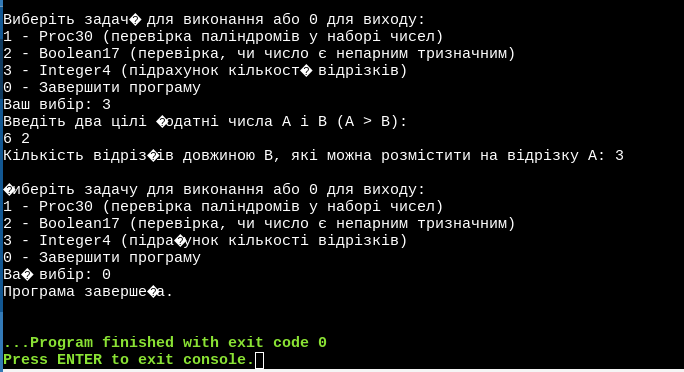 Виберіть задач� для виконання або 0 для виходу:
1 - Proc30 (перевірка паліндромів у наборі чисел)
2 - Boolean17 (перевірка, чи число є непарним тризначним)
3 - Integer4 (підрахунок кількост� відрізків)
0 - Завершити програму
Ваш вибір: 3
Введіть два цілі �одатні числа A і B (A > B):
6 2
Кількість відріз�ів довжиною B, які можна розмістити на відрізку A: 3
�иберіть задачу для виконання або 0 для виходу:
1 - Proc30 (перевірка паліндромів у наборі чисел)
2 - Boolean17 (перевірка, чи число є непарним тризначним)
3 - Integer4 (підра�унок кількості відрізків)
0 - Завершити програму
Ва� вибір: 0
Програма заверше�а.
...Program finished with exit code 0
Press ENTER to exit console.